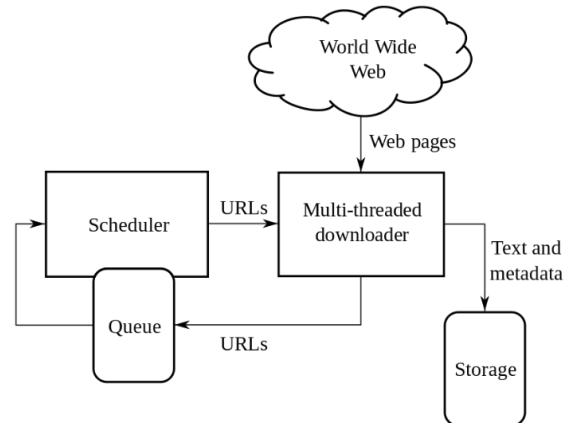 World Wide
Web
Web pages
Scheduler
URLs
Multi-threaded
downloader
Text and
metadata
Queue
URLs
Storage